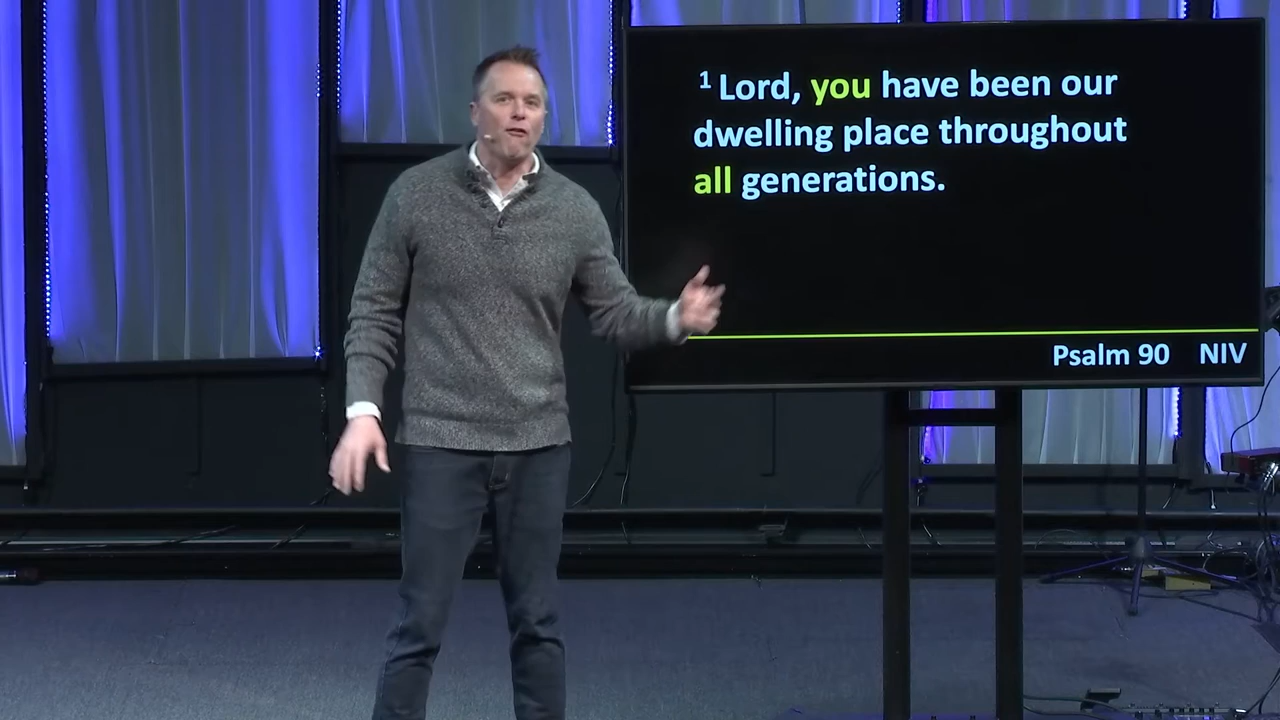 1 Lord, you have been our
dwelling place throughout
all generations.
Psalm 90 NIV